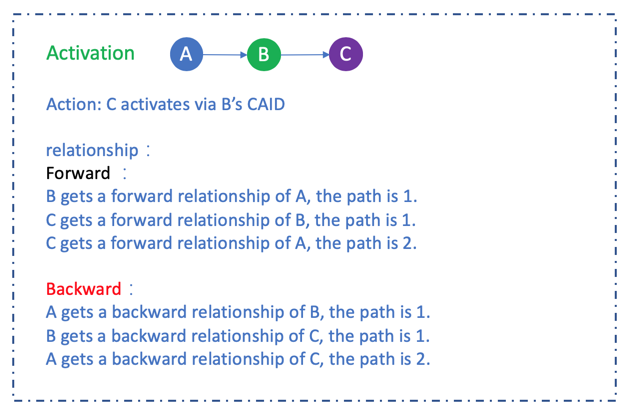 Activation A B C
Action: C activates via B's CAID
relationship：
Forward ：
B gets a forward relationship of A, the path is 1.
C gets a forward relationship of B, the path is 1.
C gets a forward relationship of A, the path is 2.
Backward：
A gets a backward relationship of B, the path is 1.
B gets a backward relationship of C, the path is 1.
A gets a backward relationship of C, the path is 2.